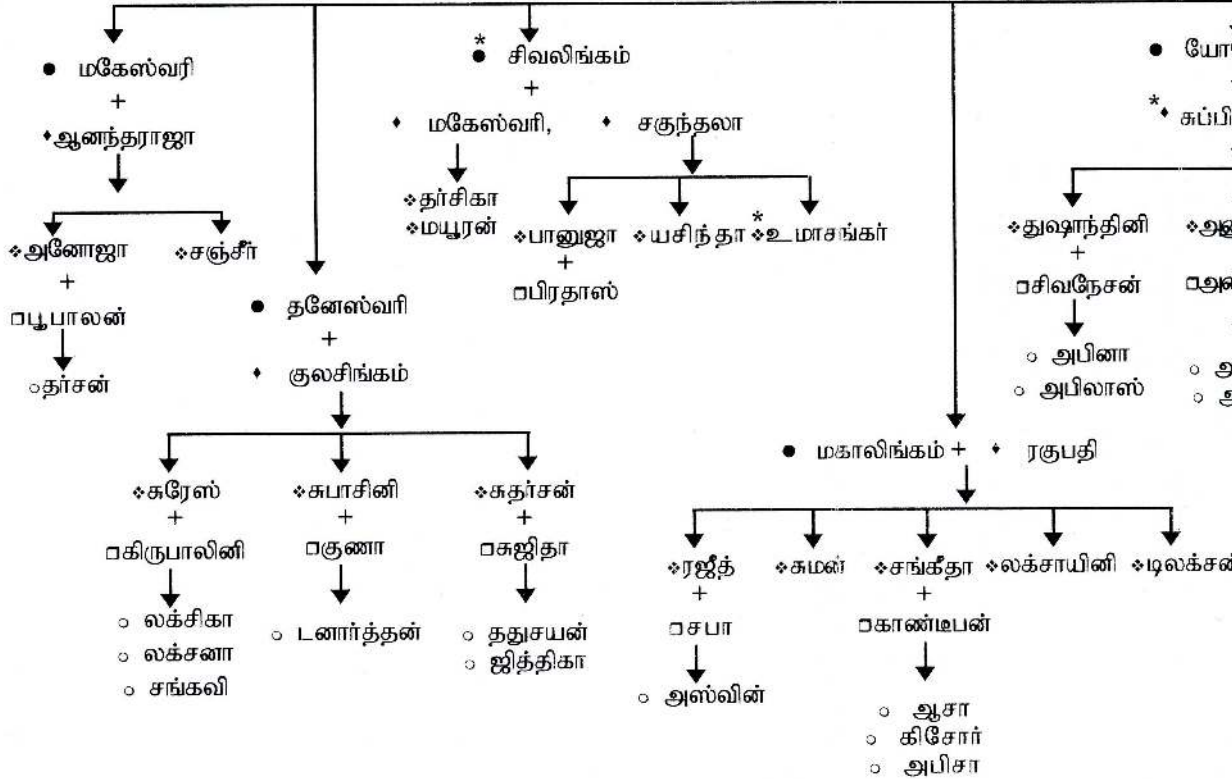 * ● சிவலிங்கம்
● மகேஸ்வரி
+
♦ஆனந்தராஜா
+
♦ மகேஸ்வரி, ♦ சகுந்தலா
❖தர்சிகா
❖மயூரன்
❖பானுஜா ❖யசிந்தா *❖உமாசங்கர்
+
□பிரதாஸ்
❖அனோஜா ❖சஞ்சீர்
+
□பூபாலன்
○தர்சன்
● தனேஸ்வரி
+
♦ குலசிங்கம்
❖சுரேஸ் ❖சுபாசினி ❖சுதர்சன்
+ + +
□கிருபாலினி □குணா □சுஜிதா
○ லக்சிகா ○ டனார்த்தன் ○ ததுசயன்
○ லக்சனா ○ ஜித்திகா
○ சங்கவி
● மகாலிங்கம் + ♦ ரகுபதி
❖ரஜீத் ❖சுமன் ❖சங்கீதா ❖லக்சாயினி ❖டிலக்சன்
+ +
□சபா □காண்டீபன்
○ அஸ்வின்
○ ஆசா
○ கிசோர்
○ அபிசா
●
*♦
❖துஷாந்தினி
+
□சிவநேசன்
○ அபினா
○ அபிலாஸ்